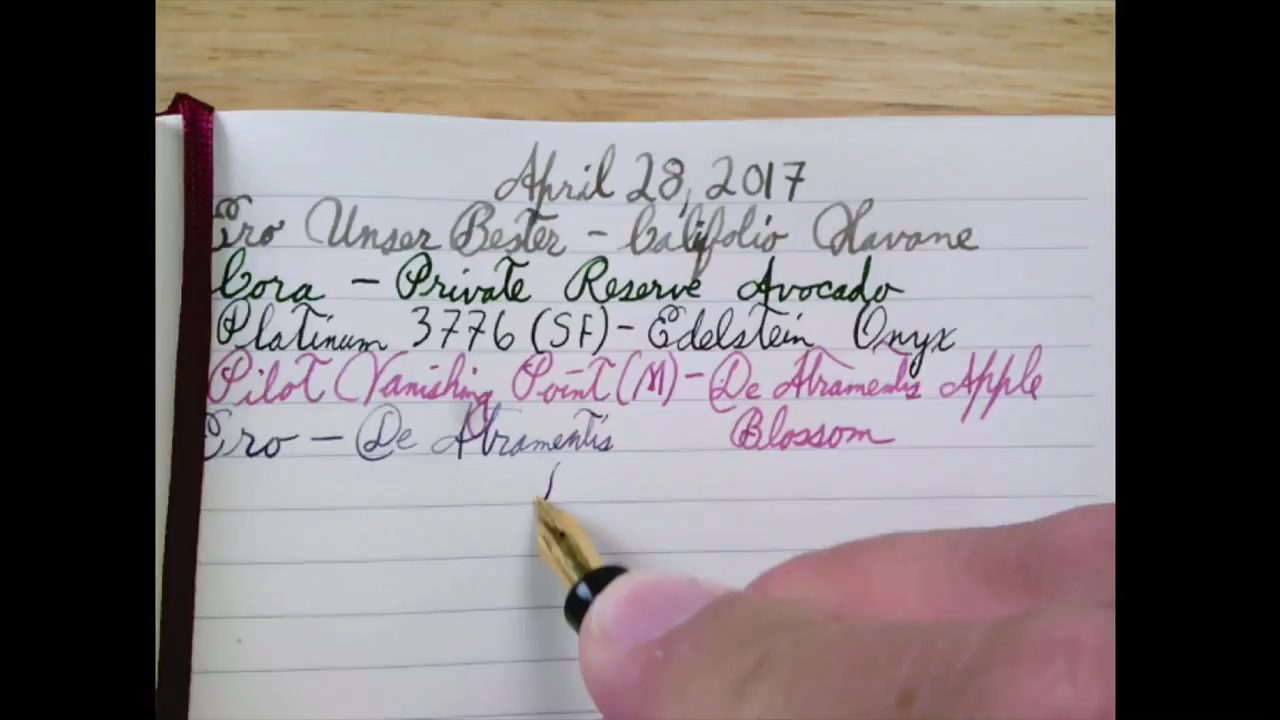 April 28, 2017
Ero Unser Bester - Califolio Havane
Cora - Private Reserve Avocado
Platinum 3776 (SF) - Edelstein Onyx
Pilot Vanishing Point (M) - De Atramentis Apple
Blossom
Ero - De Atramentis